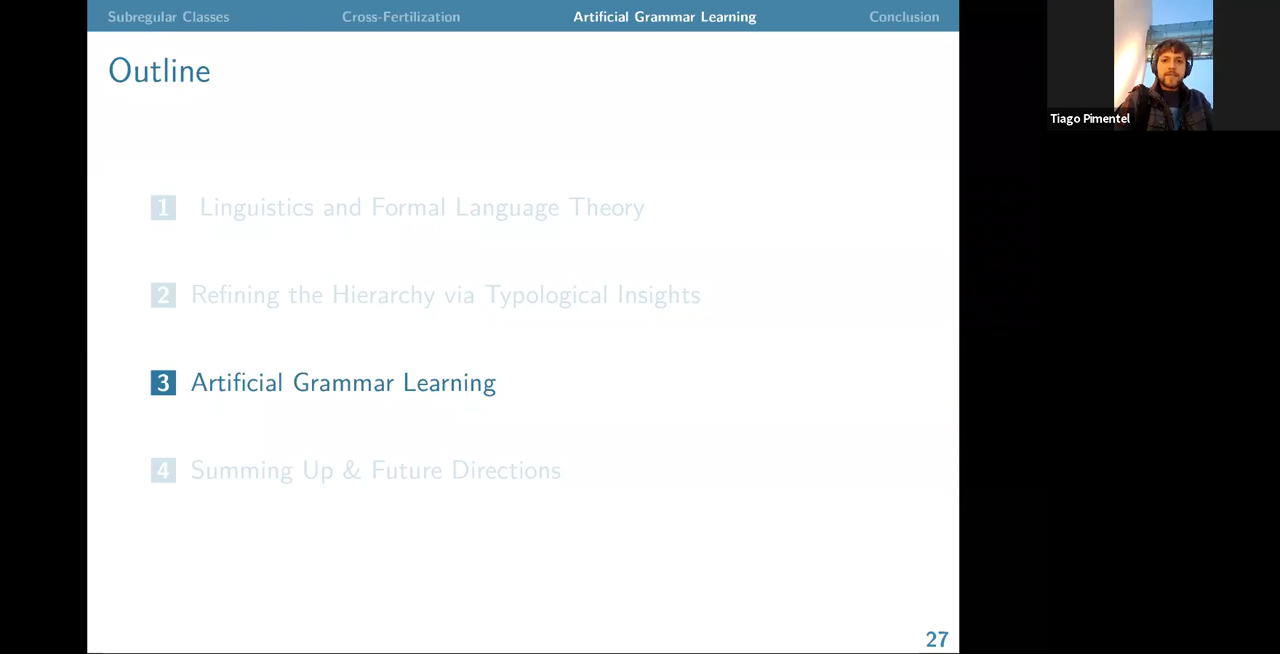 Subregular Classes Cross-Fertilization Artificial Grammar Learning Conclusion
Outline
1 Linguistics and Formal Language Theory
2 Refining the Hierarchy via Typological Insights
3 Artificial Grammar Learning
4 Summing Up & Future Directions
27
Tiago Pimentel